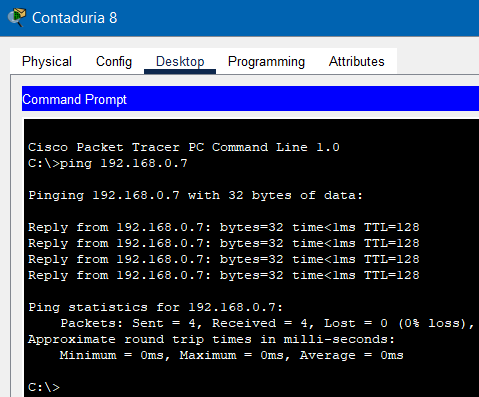 Contaduria 8
Physical Config Desktop Programming Attributes
Command Prompt
Cisco Packet Tracer PC Command Line 1.0
C:\>ping 192.168.0.7
Pinging 192.168.0.7 with 32 bytes of data:
Reply from 192.168.0.7: bytes=32 time<1ms TTL=128
Reply from 192.168.0.7: bytes=32 time<1ms TTL=128
Reply from 192.168.0.7: bytes=32 time<1ms TTL=128
Reply from 192.168.0.7: bytes=32 time<1ms TTL=128
Ping statistics for 192.168.0.7:
Packets: Sent = 4, Received = 4, Lost = 0 (0% loss),
Approximate round trip times in milli-seconds:
Minimum = 0ms, Maximum = 0ms, Average = 0ms
C:\>